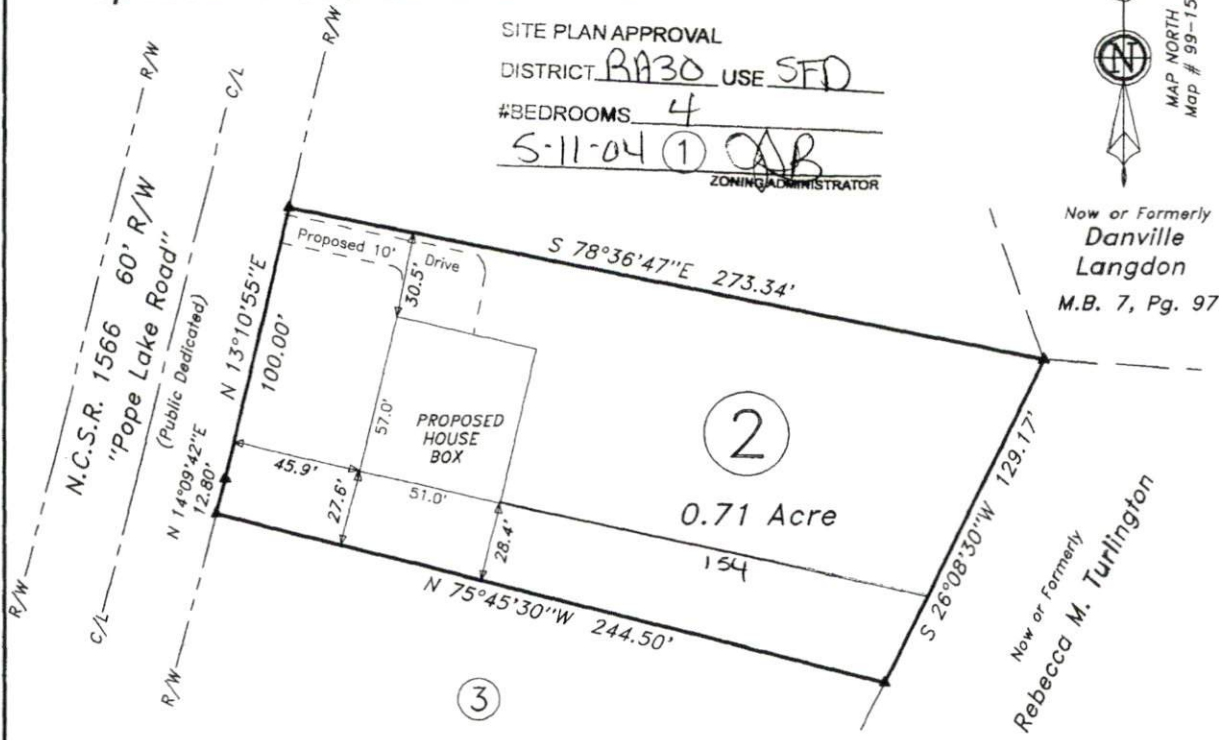 SITE PLAN APPROVAL
DISTRICT RA30 USE SFD
#BEDROOMS 4
5-11-04 1
ZONING ADMINISTRATOR
N
MAP NORTH
Map # 99-15
Now or Formerly
Danville
Langdon
M.B. 7, Pg. 97
R/W
C/L
R/W
N.C.S.R. 1566 60' R/W
"Pope Lake Road"
(Public Dedicated)
N 13°10'55"E
100.00'
N 14°09'42"E
12.80'
Proposed 10' Drive
30.5'
S 78°36'47"E 273.34'
57.0'
PROPOSED
HOUSE
BOX
45.9'
51.0'
27.6'
28.4'
2
0.71 Acre
154
S 26°08'30"W 129.17'
N 75°45'30"W 244.50'
Now or Formerly
Rebecca M. Turlington
R/W
C/L
R/W
3